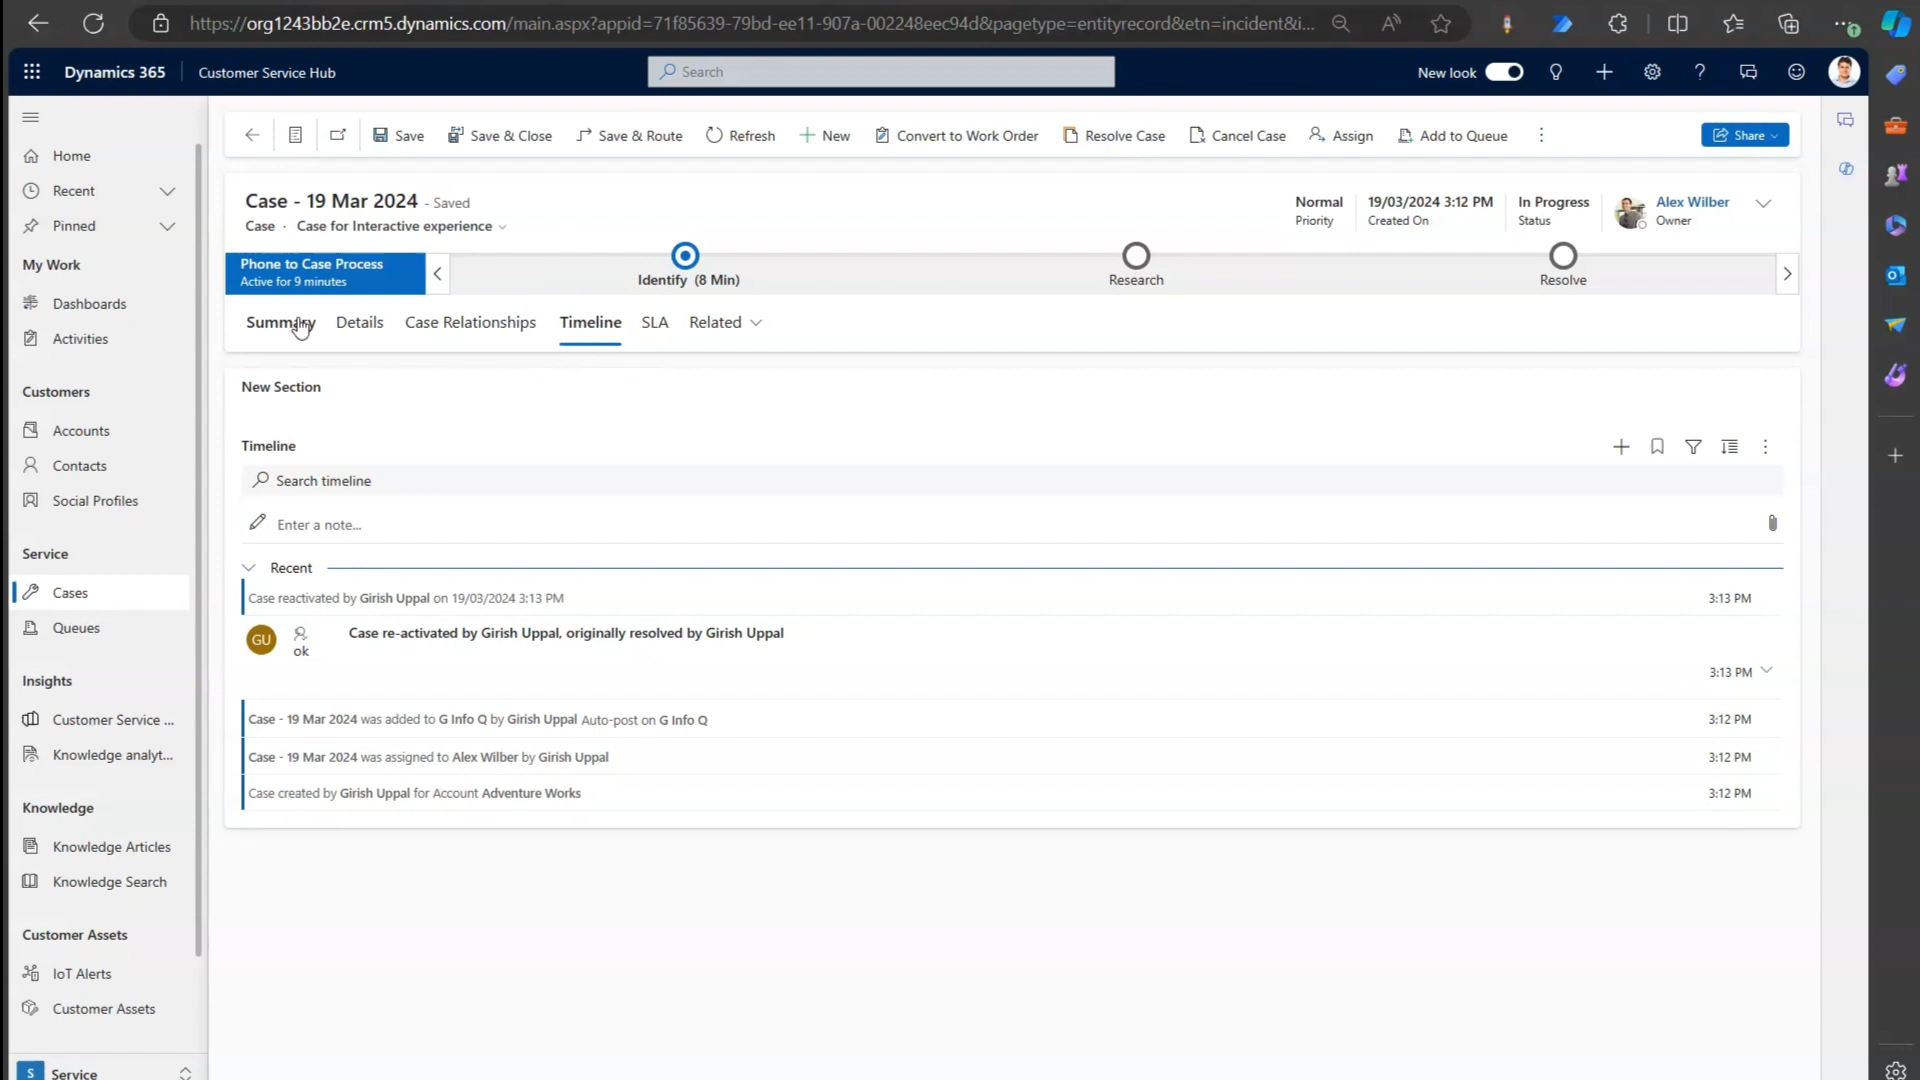 https://org1243bb2e.crm5.dynamics.com/main.aspx?appid=71f85639-79bd-ee11-907a-002248eec94d&pagetype=entityrecord&etn=incident&i...
Dynamics 365
Customer Service Hub
Search
New look
Save
Save & Close
Save & Route
Refresh
New
Convert to Work Order
Resolve Case
Cancel Case
Assign
Add to Queue
Share
Home
Recent
Pinned
My Work
Dashboards
Activities
Customers
Accounts
Contacts
Social Profiles
Service
Cases
Queues
Insights
Customer Service ...
Knowledge analyt...
Knowledge
Knowledge Articles
Knowledge Search
Customer Assets
IoT Alerts
Customer Assets
S Service
Case - 19 Mar 2024 - Saved
Case · Case for Interactive experience
Normal
Priority
19/03/2024 3:12 PM
Created On
In Progress
Status
Alex Wilber
Owner
Phone to Case Process
Active for 9 minutes
Identify (8 Min)
Research
Resolve
Summary
Details
Case Relationships
Timeline
SLA
Related
New Section
Timeline
Search timeline
Enter a note...
Recent
Case reactivated by Girish Uppal on 19/03/2024 3:13 PM
3:13 PM
GU
ok
Case re-activated by Girish Uppal, originally resolved by Girish Uppal
3:13 PM
Case - 19 Mar 2024 was added to G Info Q by Girish Uppal Auto-post on G Info Q
3:12 PM
Case - 19 Mar 2024 was assigned to Alex Wilber by Girish Uppal
3:12 PM
Case created by Girish Uppal for Account Adventure Works
3:12 PM